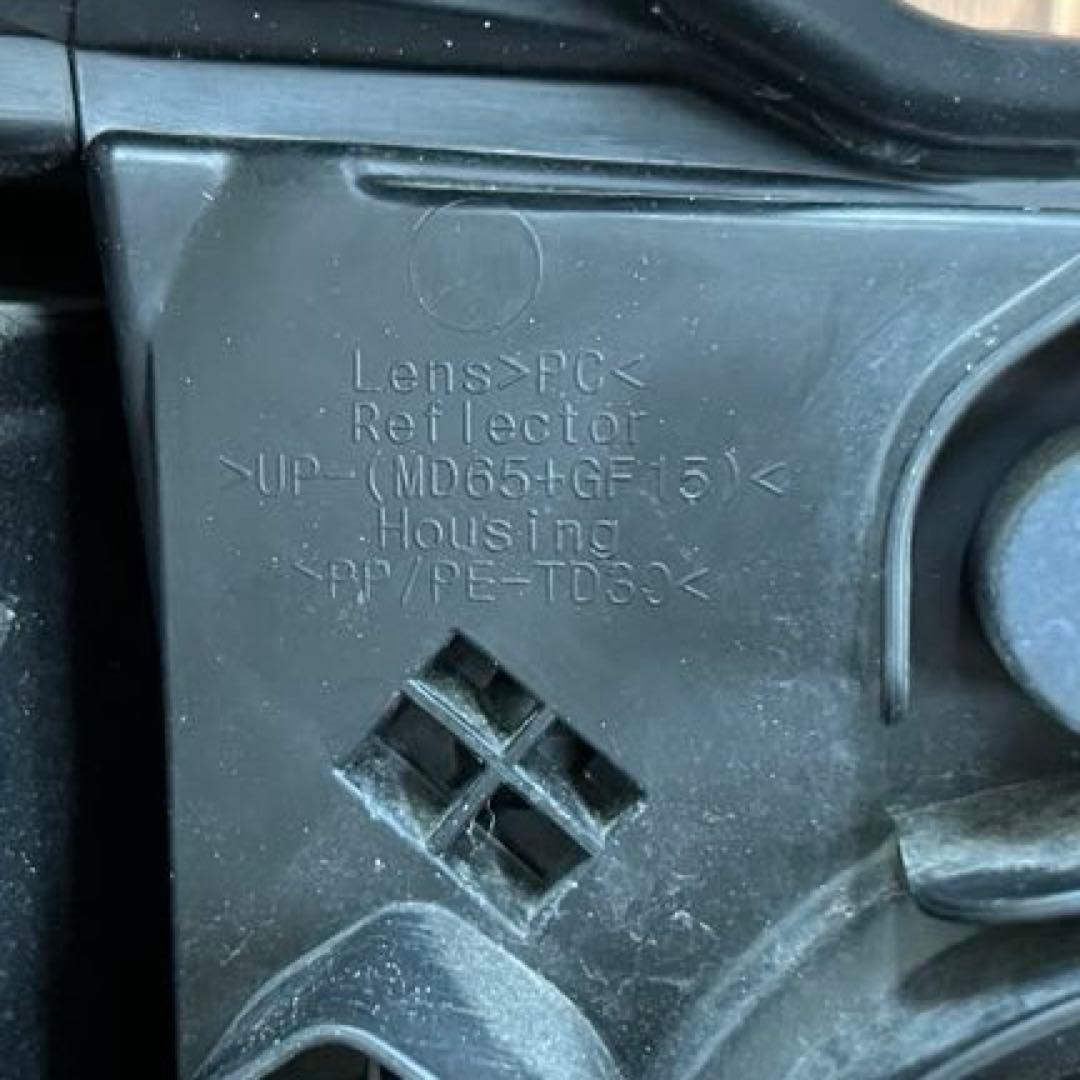 Lens>PC<
Reflector
>UP-(MD65+GF15)<
Housing
>PP/PE-TD30<